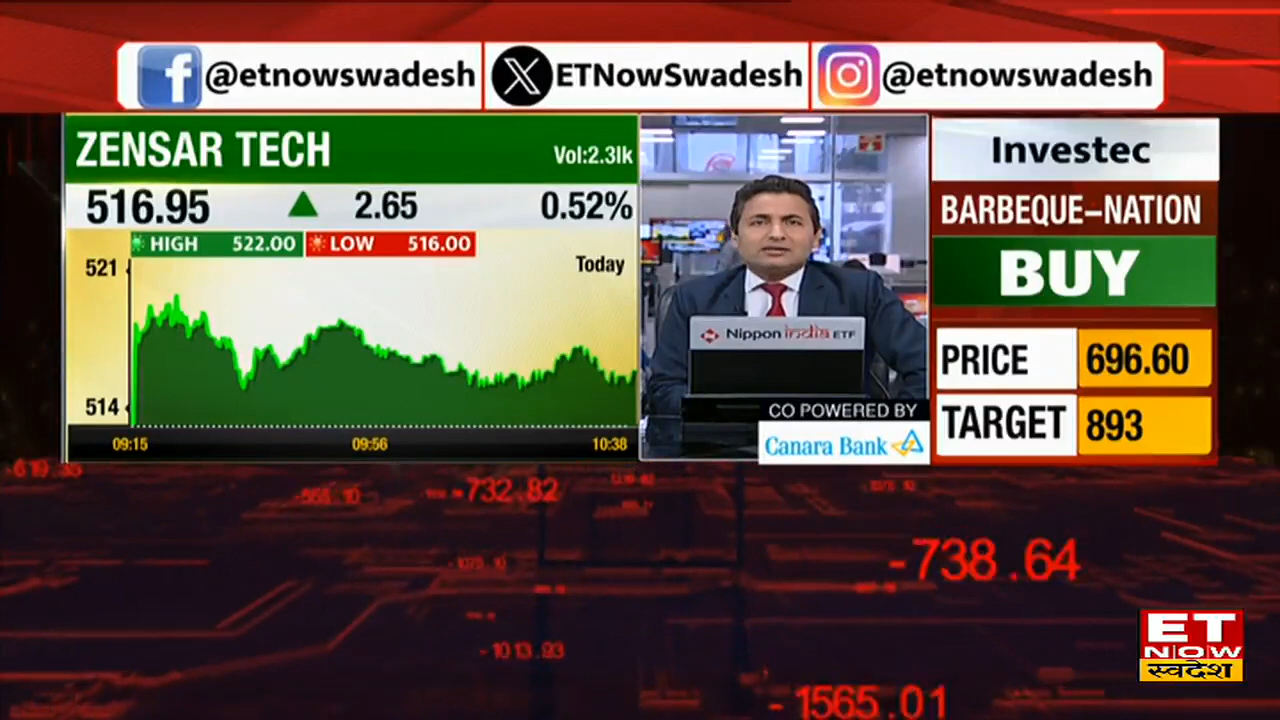 @etnowswadesh
ETNowSwadesh
@etnowswadesh
ZENSAR TECH
Vol:2.3lk
516.95 ▲ 2.65 0.52%
HIGH 522.00 LOW 516.00
Today
521
514
09:15 09:56 10:38
Nippon india ETF
CO POWERED BY
Canara Bank
Investec
BARBEQUE-NATION
BUY
PRICE 696.60
TARGET 893
-732.82
-738.64
-1013.93
-1565.01
ET
NOW
स्वदेश